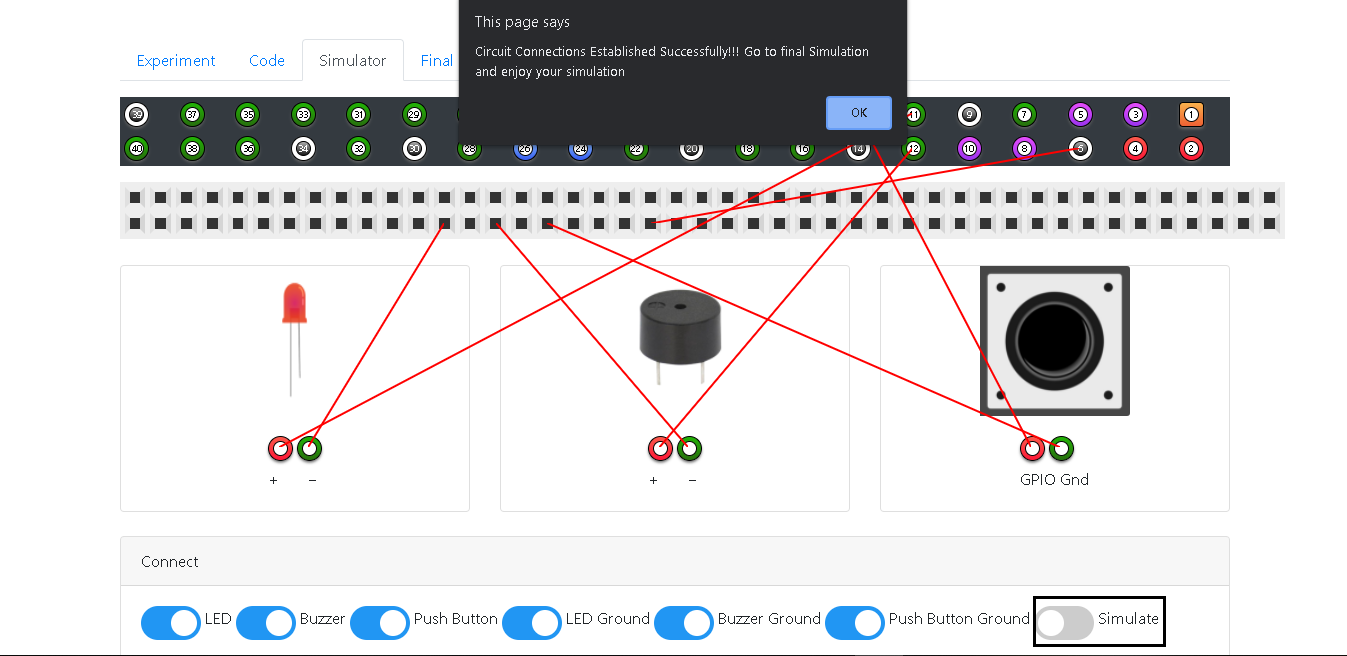 This page says
Circuit Connections Established Successfully!!! Go to final Simulation
and enjoy your simulation
OK
Experiment Code Simulator Final
39 37 35 33 31 29 11 9 7 5 3 1
40 38 36 34 32 30 28 26 24 22 20 18 16 14 12 10 8 6 4 2
+ −
+ −
GPIO Gnd
Connect
LED Buzzer Push Button LED Ground Buzzer Ground Push Button Ground Simulate